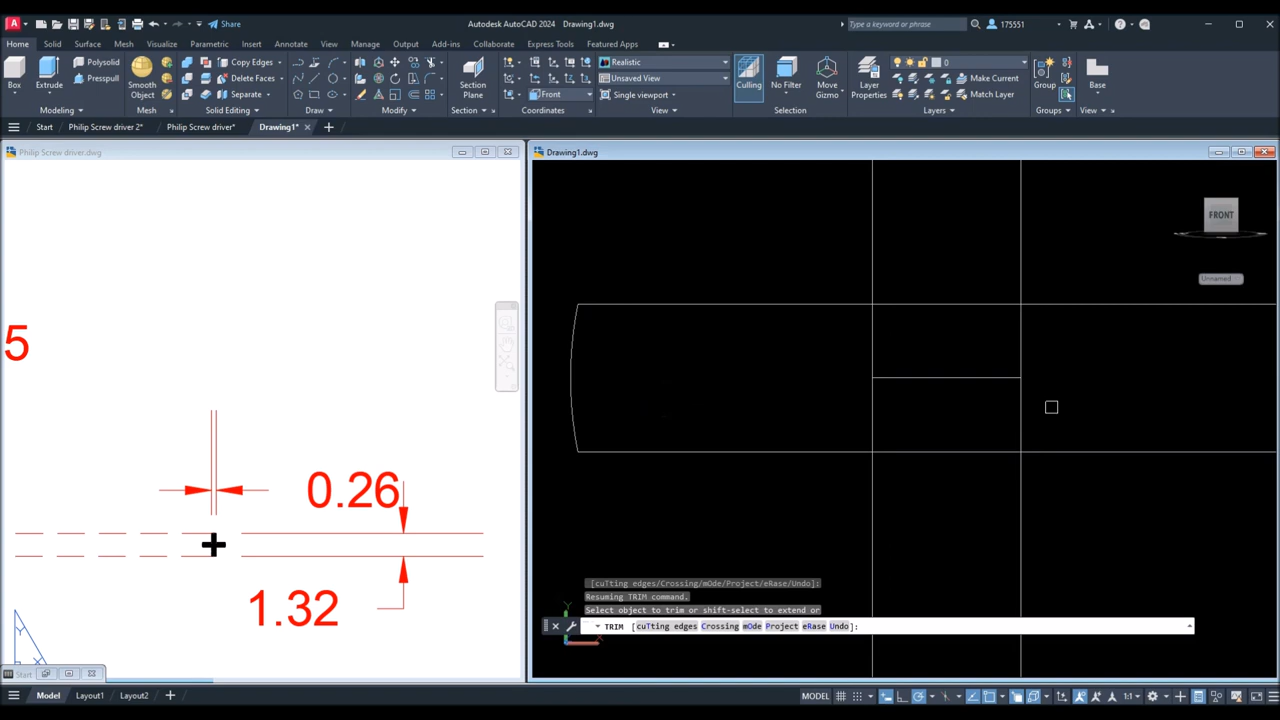 Share
Autodesk AutoCAD 2024 Drawing1.dwg
Type a keyword or phrase
175551
Home Solid Surface Mesh Visualize Parametric Insert Annotate View Manage Output Add-ins Collaborate Express Tools Featured Apps
Polysolid
Presspull
Box
Extrude
Smooth
Object
Copy Edges
Delete Faces
Separate
Section
Plane
Front
Realistic
Unsaved View
Single viewport
Culling
No Filter
Move
Gizmo
Layer
Properties
0
Make Current
Match Layer
Group
Base
Modeling
Mesh
Solid Editing
Draw
Modify
Section
Coordinates
View
Selection
Layers
Groups
View
Start
Philip Screw driver 2*
Philip Screw driver*
Drawing1*
Philip Screw driver.dwg
Drawing1.dwg
FRONT
Unnamed
5
0.26
1.32
Y
X
[cuTting edges/Crossing/mOde/Project/eRase/Undo]:
Resuming TRIM command.
Select object to trim or shift-select to extend or
TRIM [cuTting edges Crossing mOde Project eRase Undo]:
Y
X
Start
Model Layout1 Layout2
MODEL
1:1